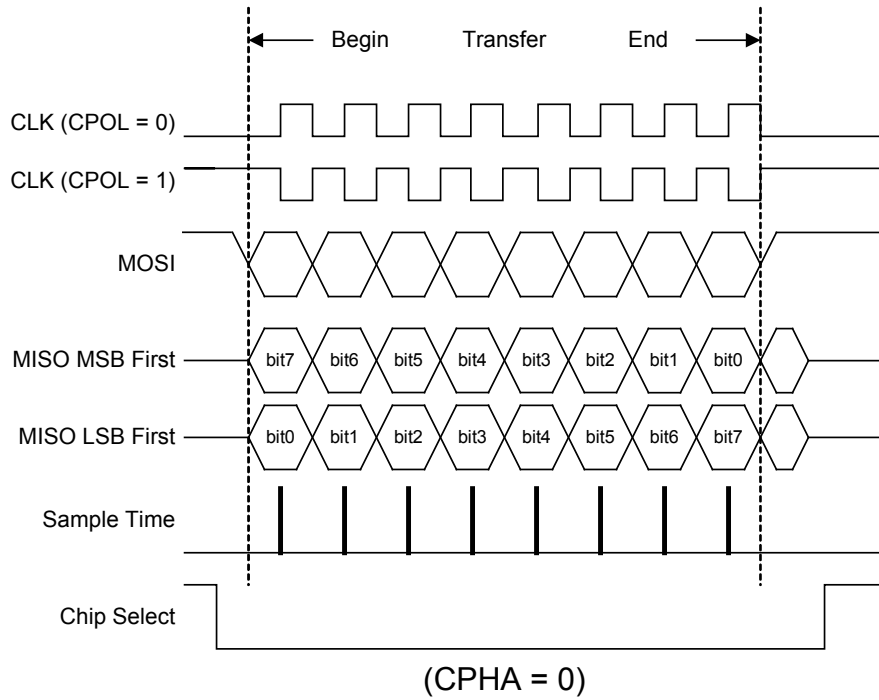 Begin Transfer End
CLK (CPOL = 0)
CLK (CPOL = 1)
MOSI
MISO MSB First bit7 bit6 bit5 bit4 bit3 bit2 bit1 bit0
MISO LSB First bit0 bit1 bit2 bit3 bit4 bit5 bit6 bit7
Sample Time
Chip Select
(CPHA = 0)